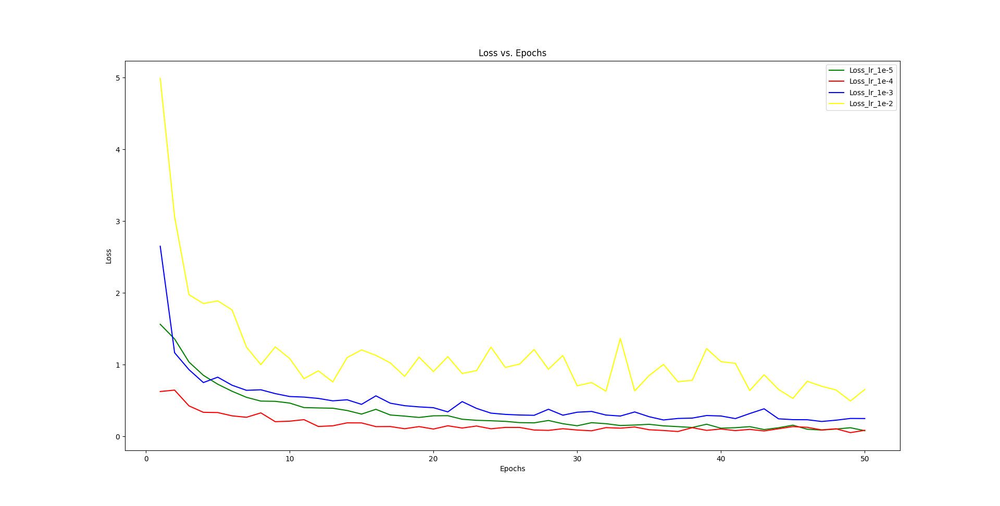 Loss vs. Epochs
Loss_lr_1e-5
Loss_lr_1e-4
Loss_lr_1e-3
Loss_lr_1e-2
5
4
3
2
1
0
Loss
0 10 20 30 40 50
Epochs